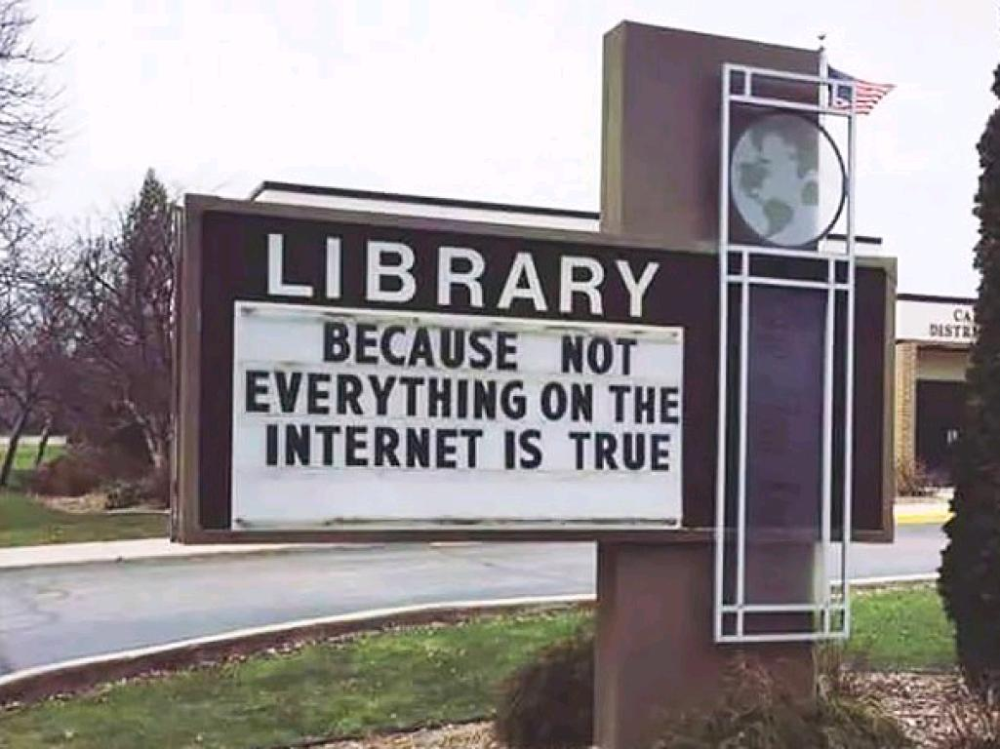 LIBRARY
BECAUSE NOT
EVERYTHING ON THE
INTERNET IS TRUE